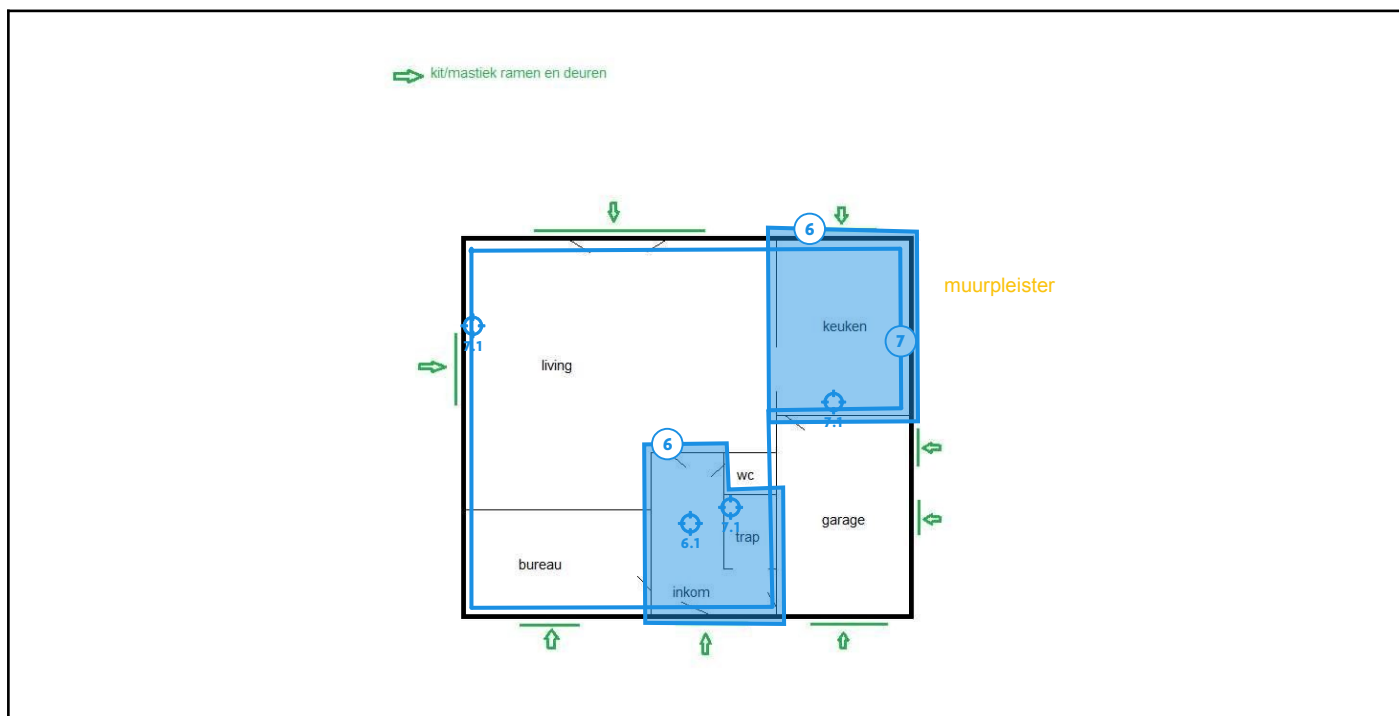 kit/mastiek ramen en deuren
6
muurpleister
keuken
7
7.1
living
7.1
6
wc
7.1
6.1
trap
garage
bureau
inkom